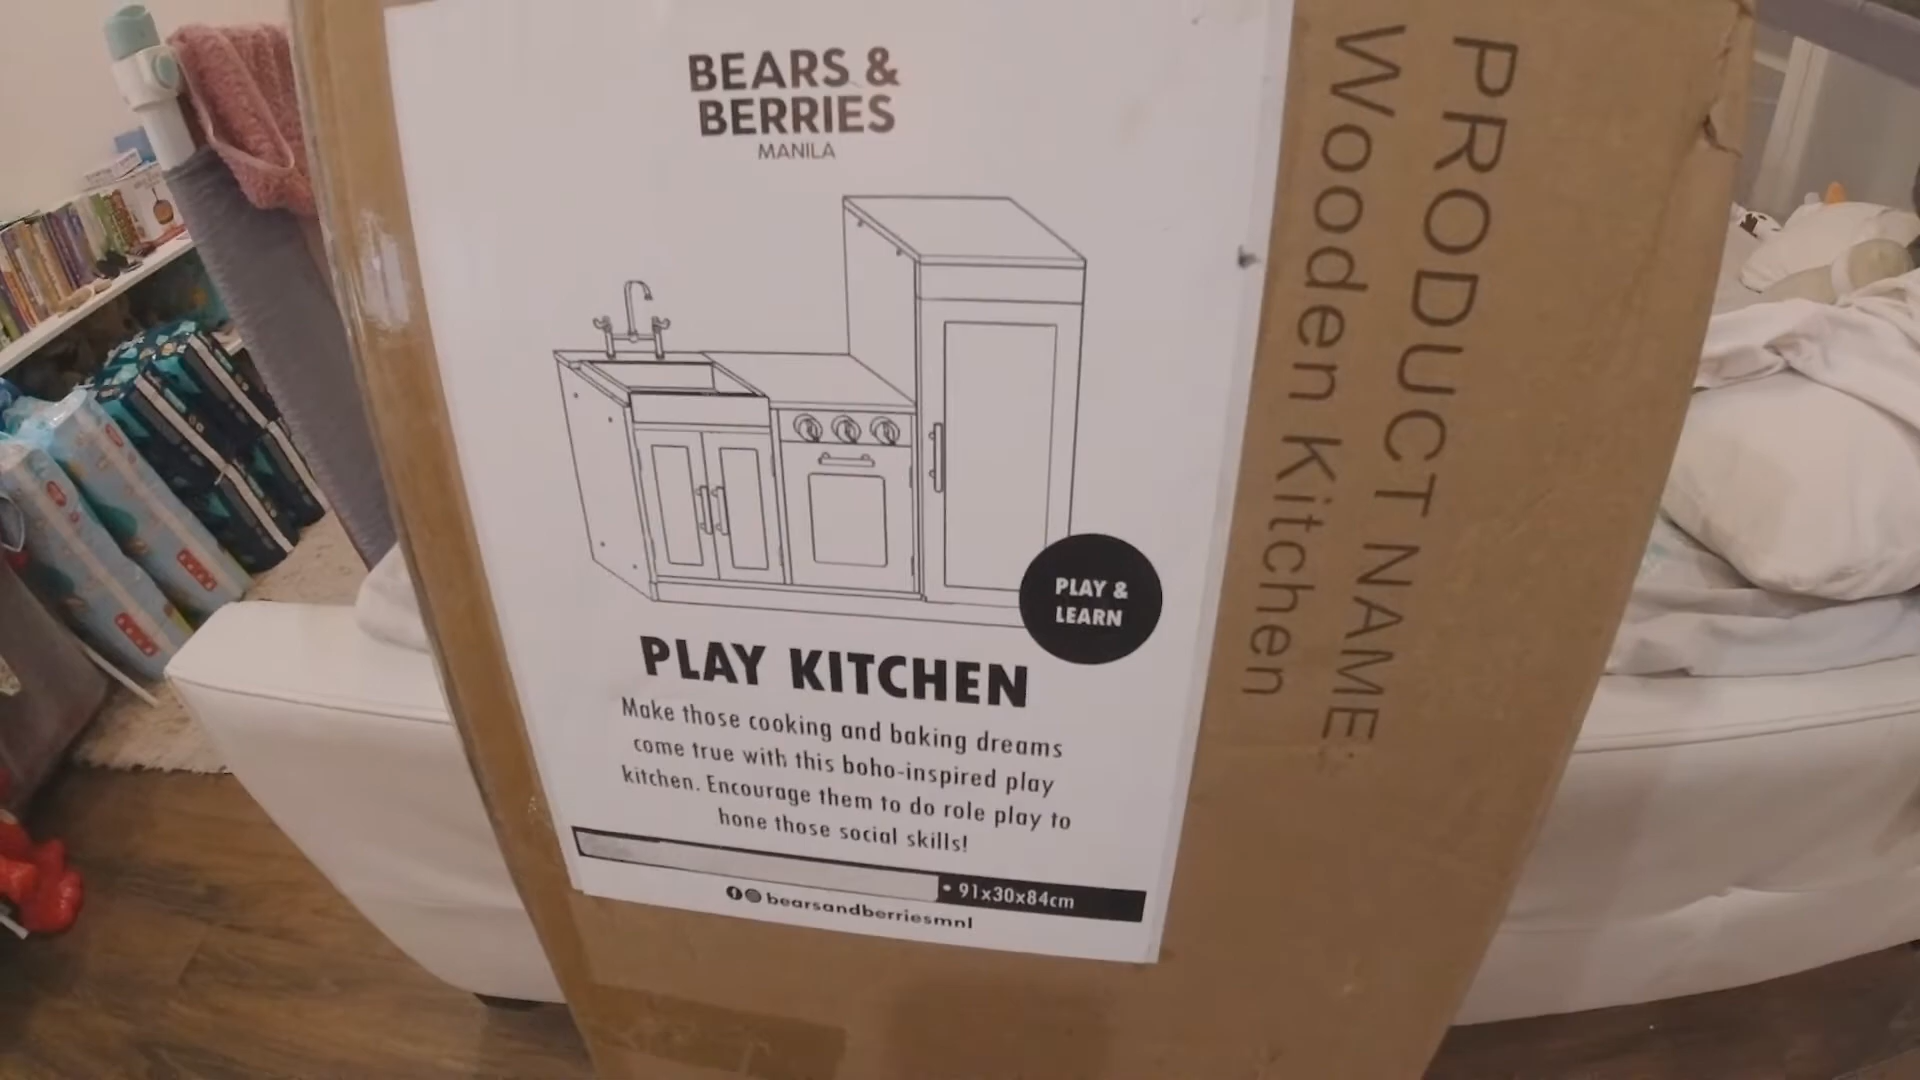 BEARS &
BERRIES
MANILA
PLAY &
LEARN
PLAY KITCHEN
Make those cooking and baking dreams
come true with this boho-inspired play
kitchen. Encourage them to do role play to
hone those social skills!
• 91x30x84cm
bearsandberriesmnl
PRODUCT NAME:
Wooden Kitchen